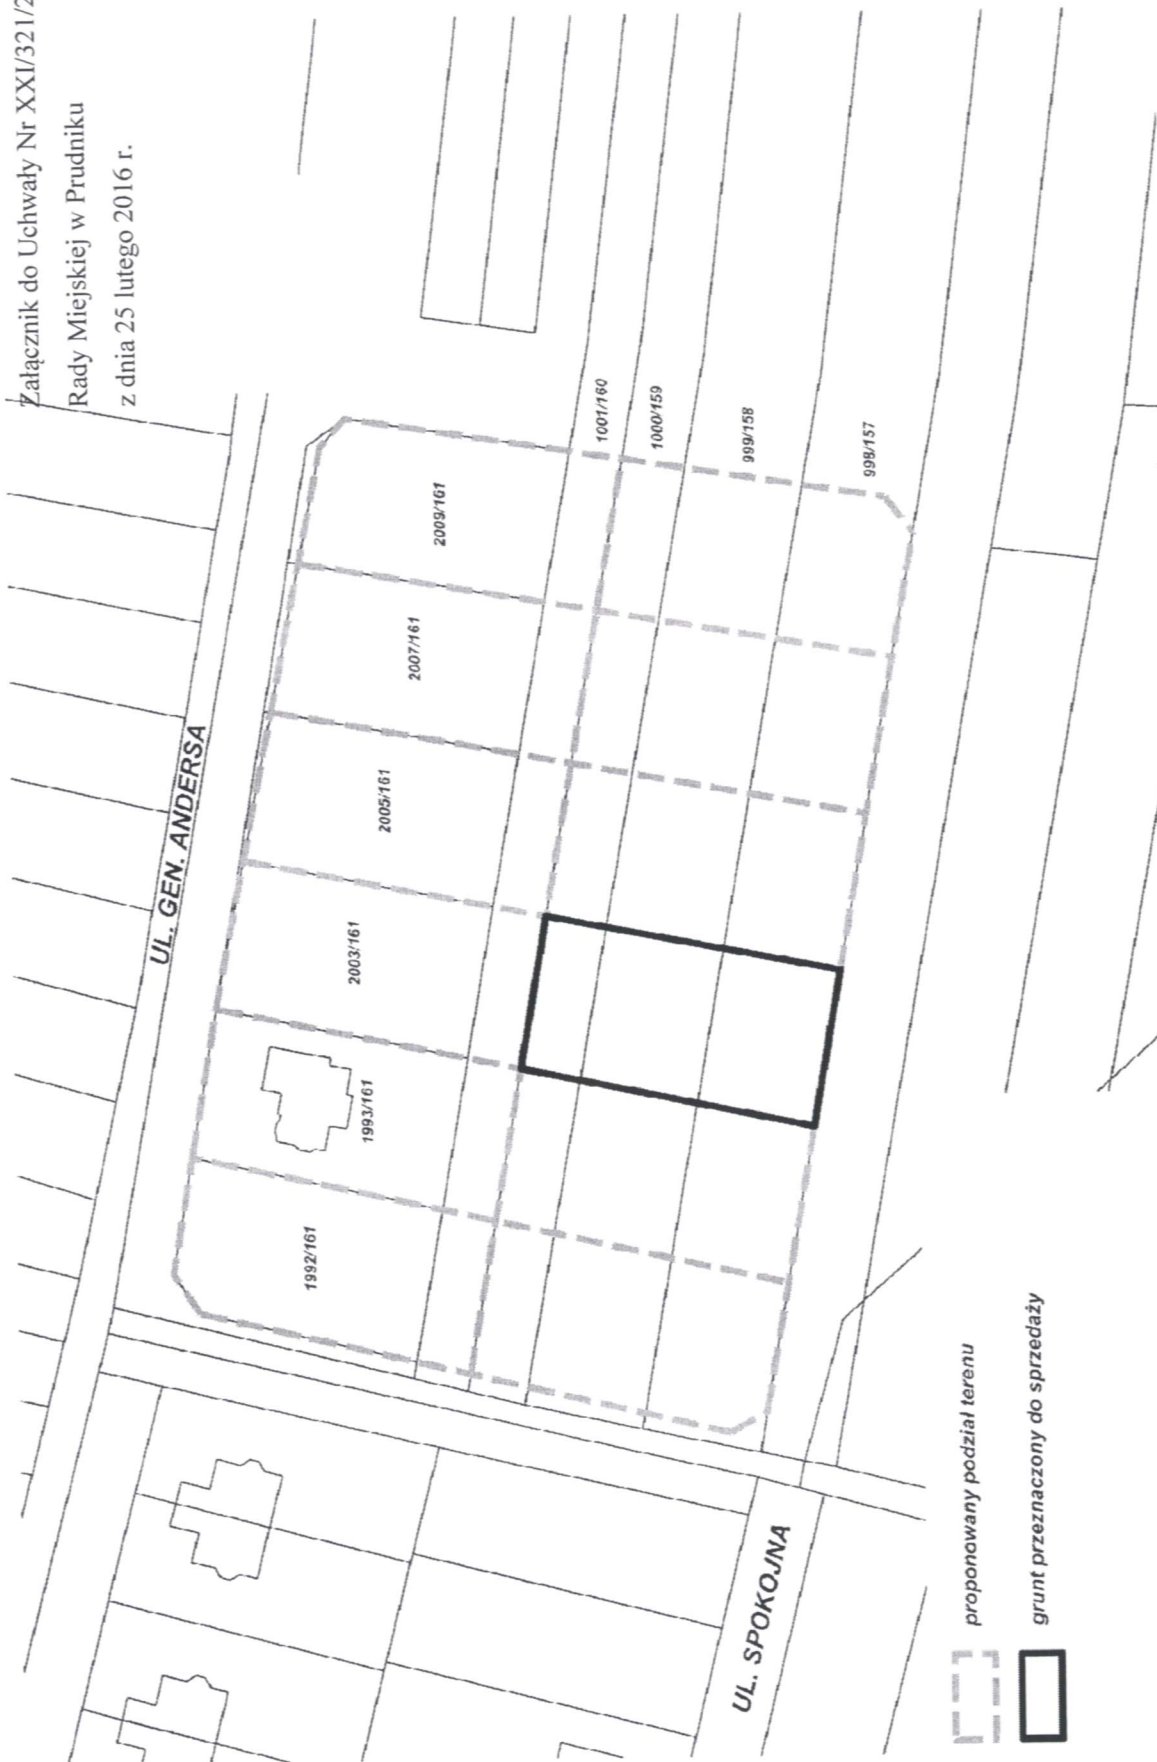 Załącznik do Uchwały Nr XXI/321/2
Rady Miejskiej w Prudniku
z dnia 25 lutego 2016 r.
UL. GEN. ANDERSA
1992/161
1993/161
2003/161
2005/161
2007/161
2009/161
1001/160
1000/159
999/158
998/157
UL. SPOKOJNA
proponowany podział terenu
grunt przeznaczony do sprzedaży